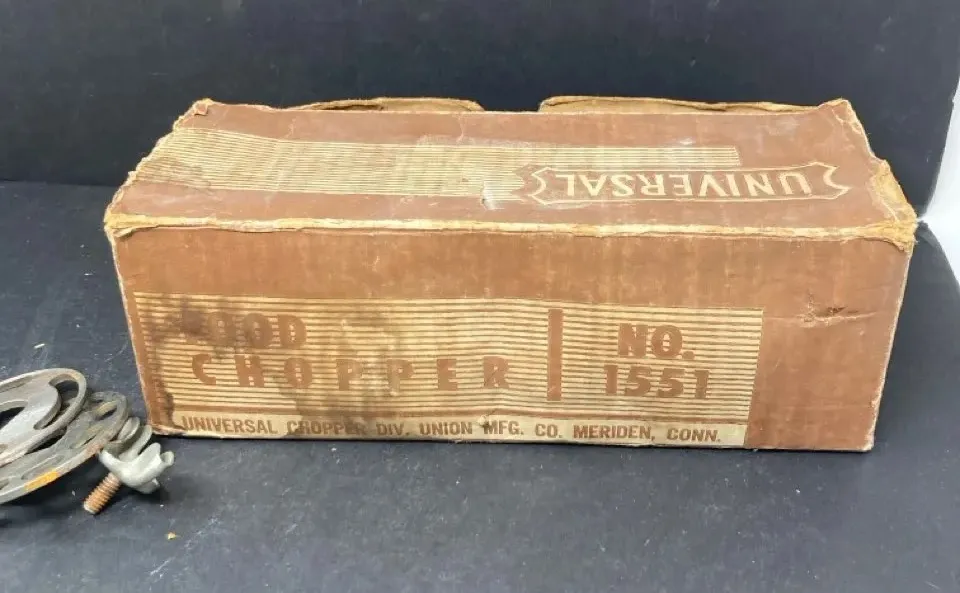 UNIVERSAL
FOOD
CHOPPER
NO.
1551
UNIVERSAL CHOPPER DIV. UNION MFG. CO. MERIDEN, CONN.